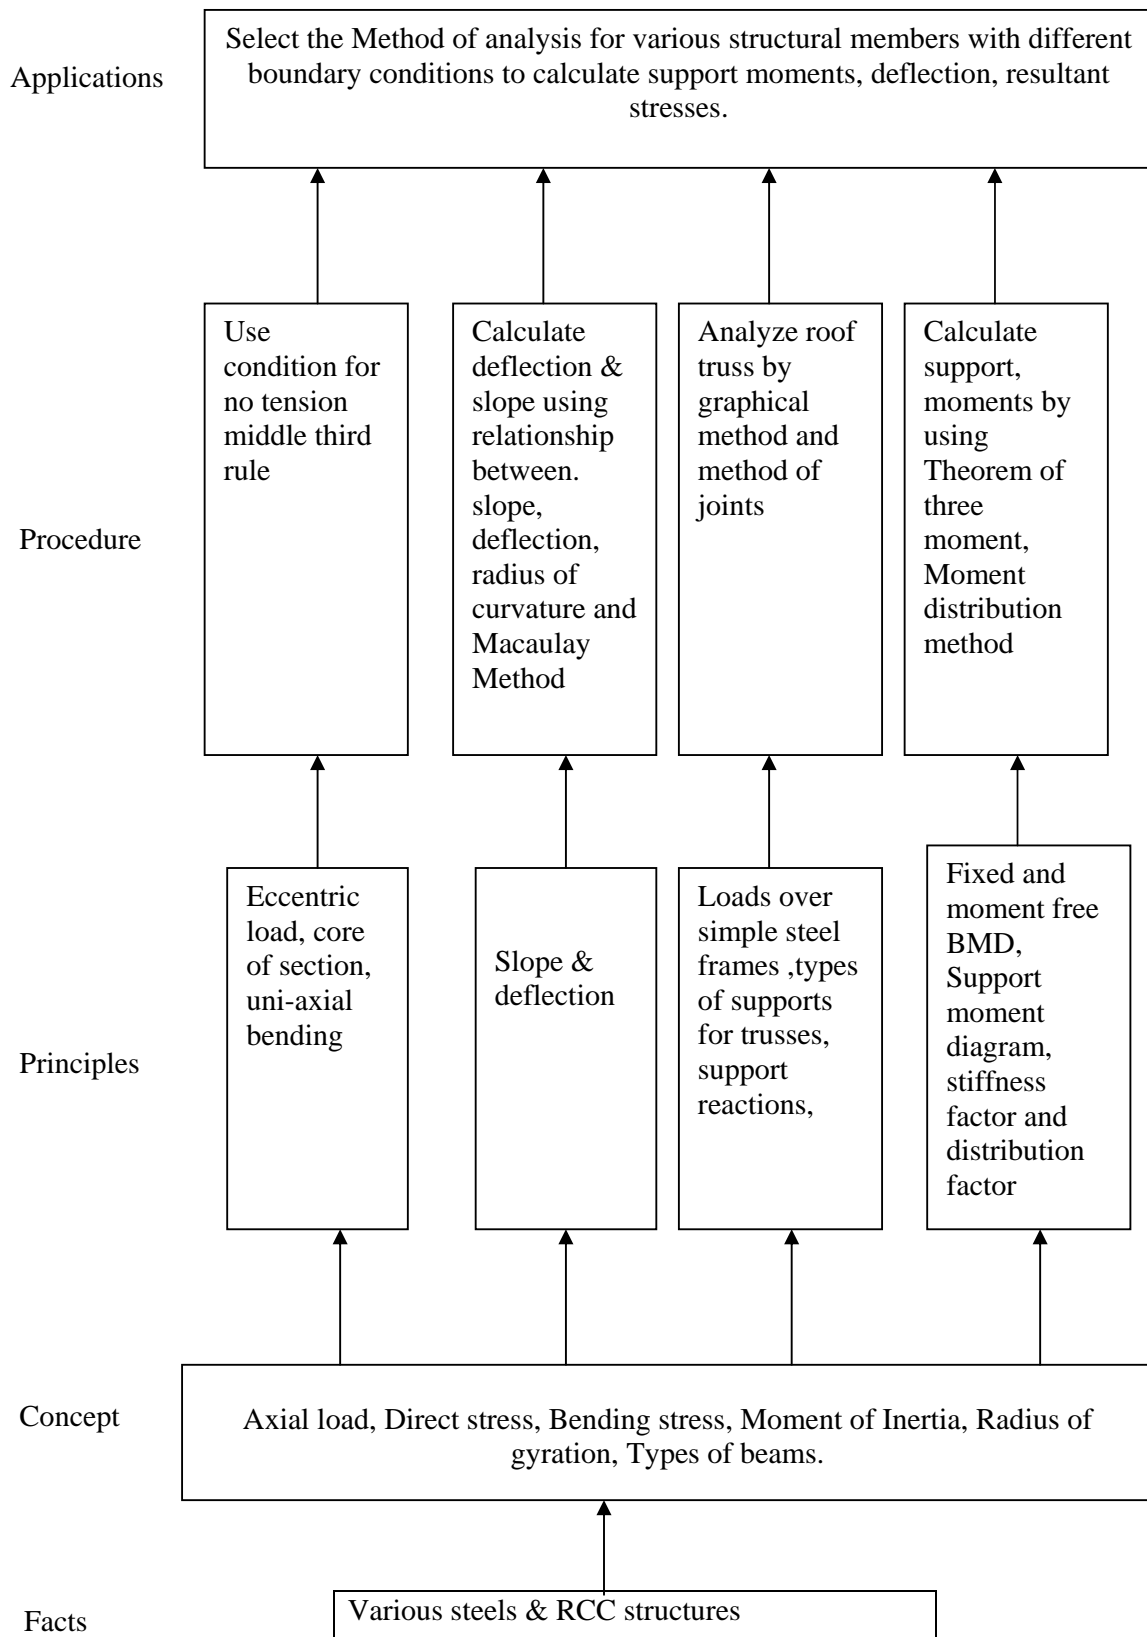 Applications
Select the Method of analysis for various structural members with different
boundary conditions to calculate support moments, deflection, resultant
stresses.
Procedure
Use
condition for
no tension
middle third
rule
Calculate
deflection &
slope using
relationship
between.
slope,
deflection,
radius of
curvature and
Macaulay
Method
Analyze roof
truss by
graphical
method and
method of
joints
Calculate
support,
moments by
using
Theorem of
three
moment,
Moment
distribution
method
Principles
Eccentric
load, core
of section,
uni-axial
bending
Slope &
deflection
Loads over
simple steel
frames ,types
of supports
for trusses,
support
reactions,
Fixed and
moment free
BMD,
Support
moment
diagram,
stiffness
factor and
distribution
factor
Concept
Axial load, Direct stress, Bending stress, Moment of Inertia, Radius of
gyration, Types of beams.
Facts
Various steels & RCC structures